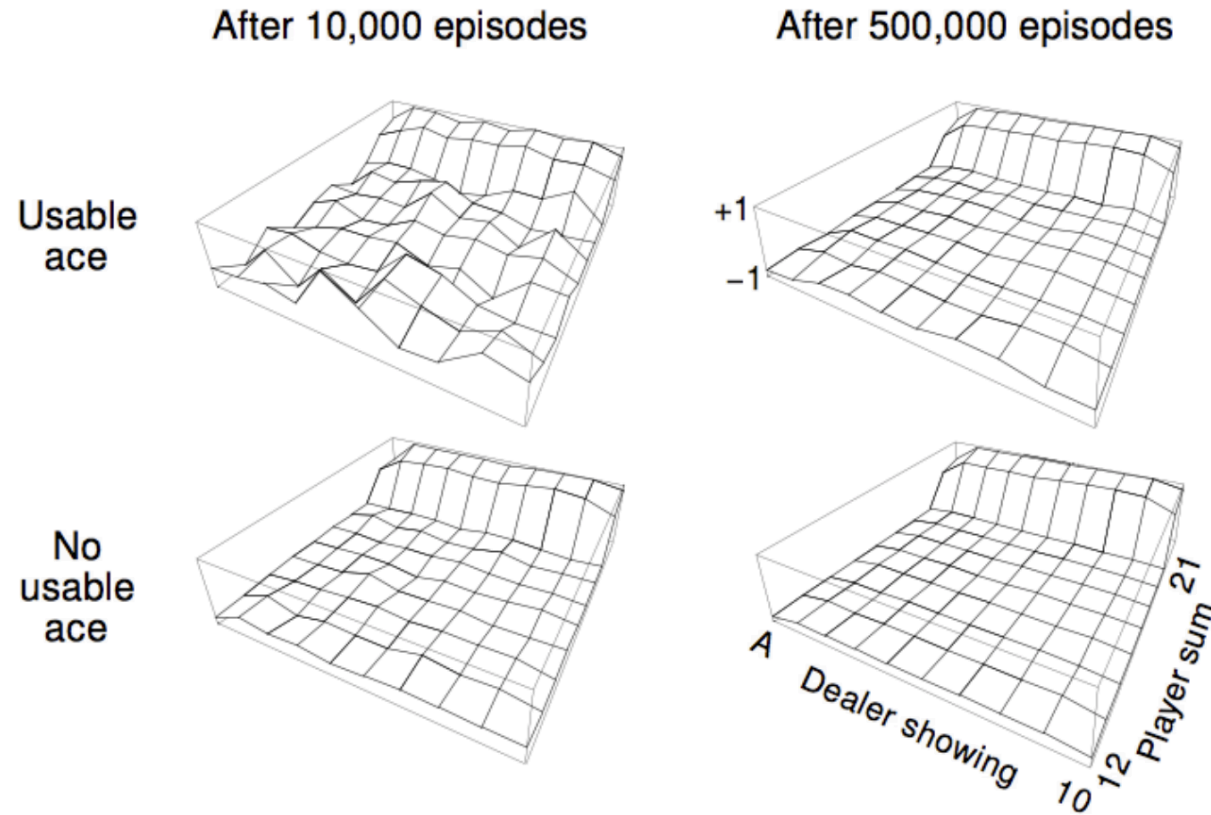 After 10,000 episodes
After 500,000 episodes
Usable
ace
+1
−1
No
usable
ace
A
Dealer showing
10
12
Player sum
21